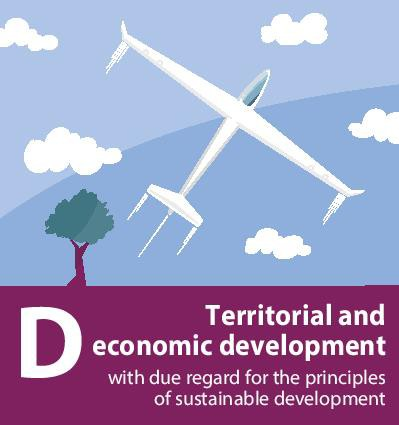 D
Territorial and
economic development
with due regard for the principles
of sustainable development